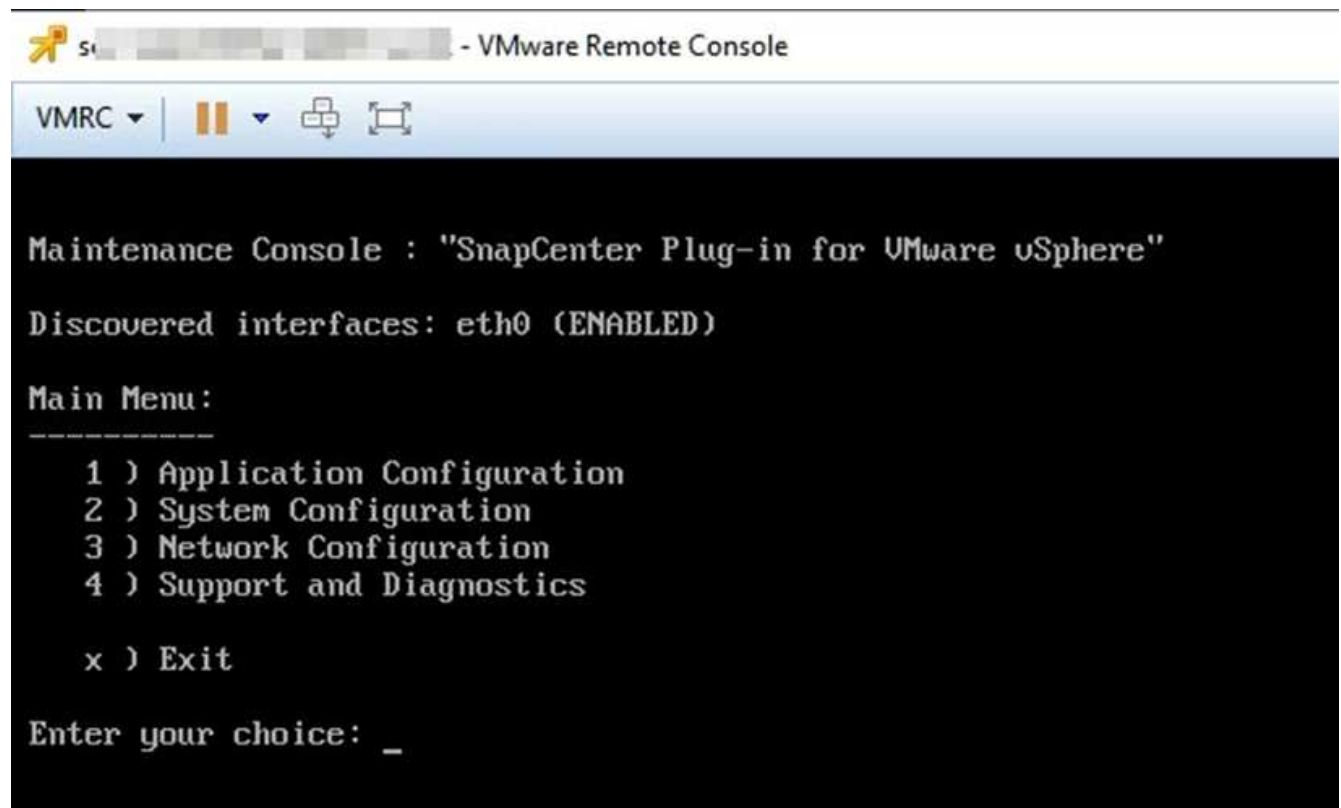 - VMware Remote Console
VMRC
Maintenance Console : "SnapCenter Plug-in for VMware vSphere"
Discovered interfaces: eth0 (ENABLED)
Main Menu:
----------
1 ) Application Configuration
2 ) System Configuration
3 ) Network Configuration
4 ) Support and Diagnostics
x ) Exit
Enter your choice: _